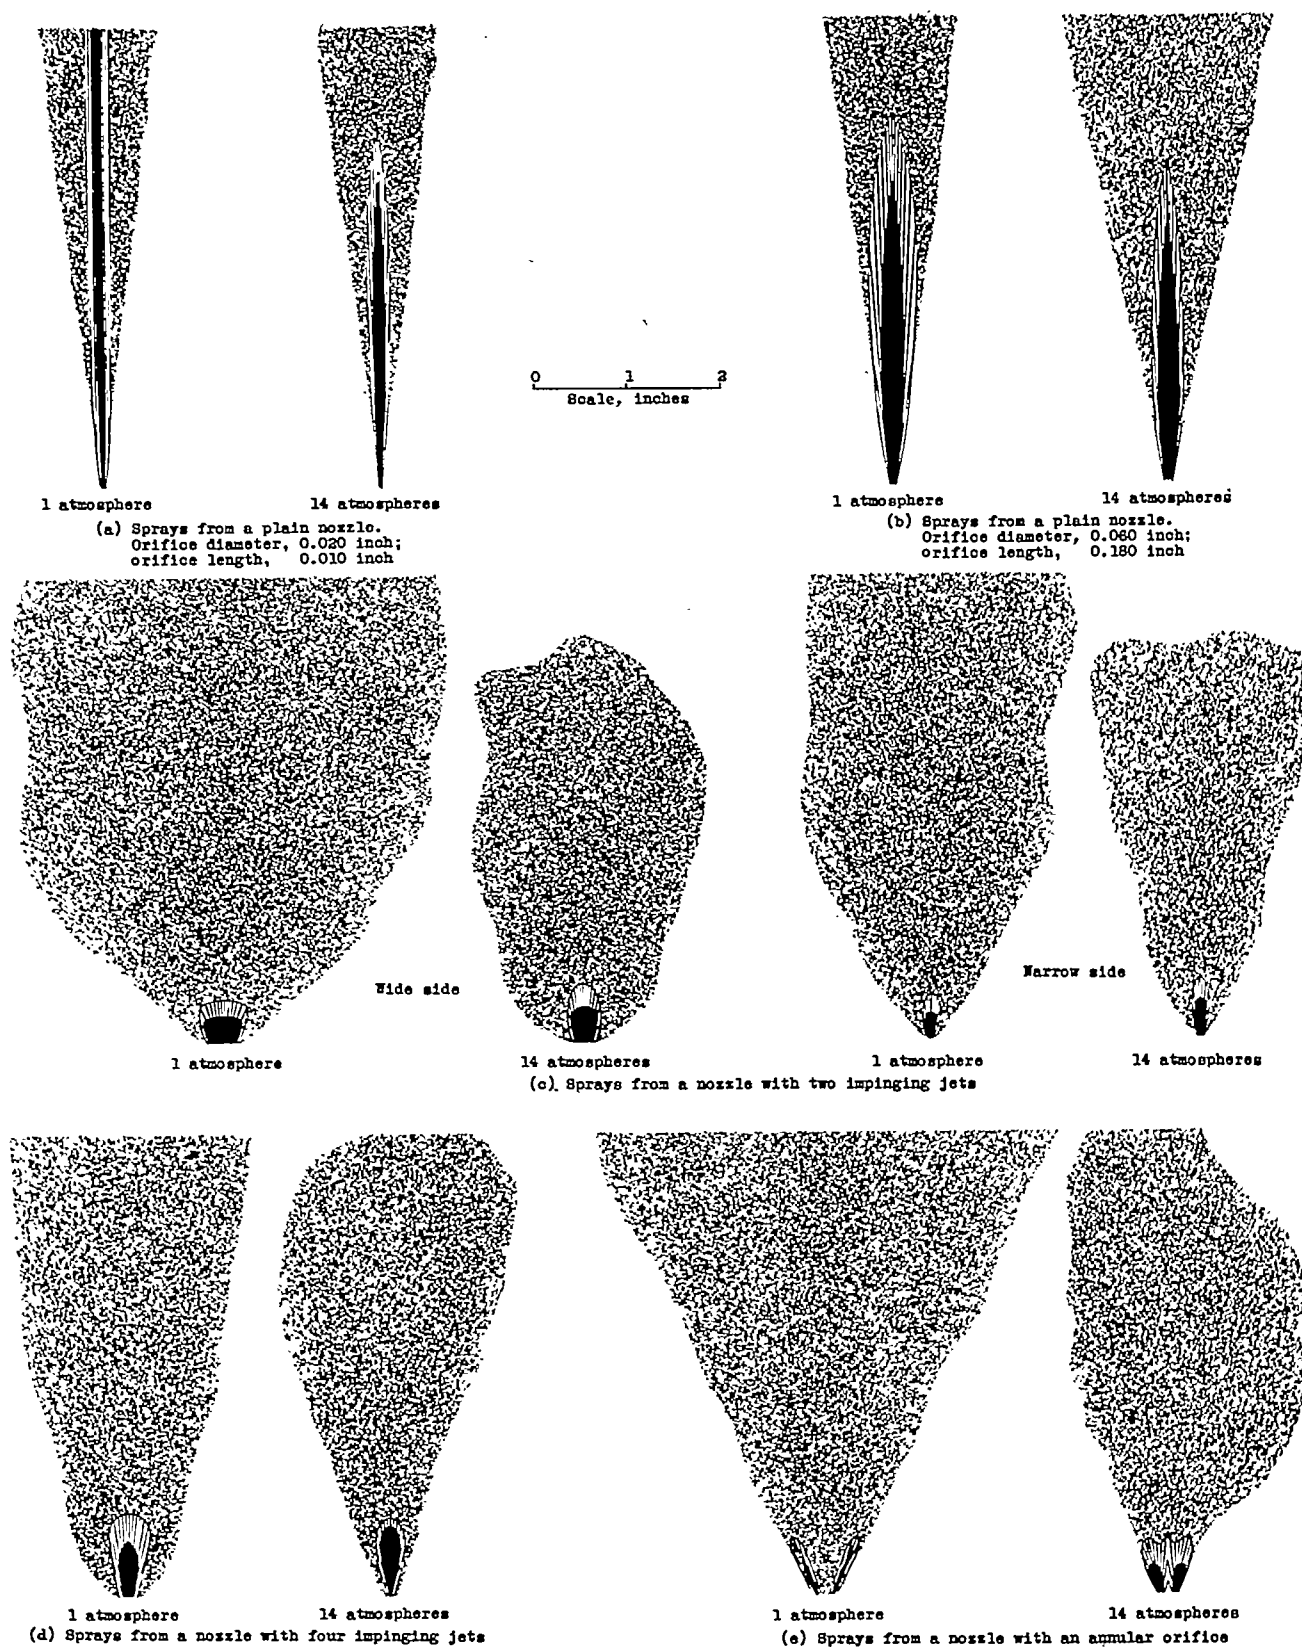 0 1 2
Scale, inches
1 atmosphere
14 atmospheres
(a) Sprays from a plain nozzle.
Orifice diameter, 0.020 inch;
orifice length, 0.010 inch
1 atmosphere
14 atmospheres
(b) Sprays from a plain nozzle.
Orifice diameter, 0.060 inch;
orifice length, 0.180 inch
Wide side
Narrow side
1 atmosphere
14 atmospheres
1 atmosphere
14 atmospheres
(c). Sprays from a nozzle with two impinging jets
1 atmosphere
14 atmospheres
(d) Sprays from a nozzle with four impinging jets
1 atmosphere
14 atmospheres
(e) Sprays from a nozzle with an annular orifice